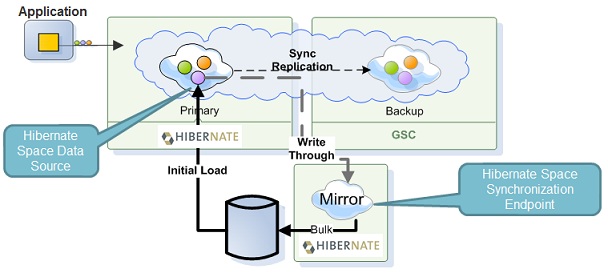 Application
Sync
Replication
Primary
Backup
Hibernate
Space Data
Source
HIBERNATE
GSC
Write
Through
Initial Load
Hibernate Space
Synchronization
Endpoint
Mirror
Bulk
HIBERNATE